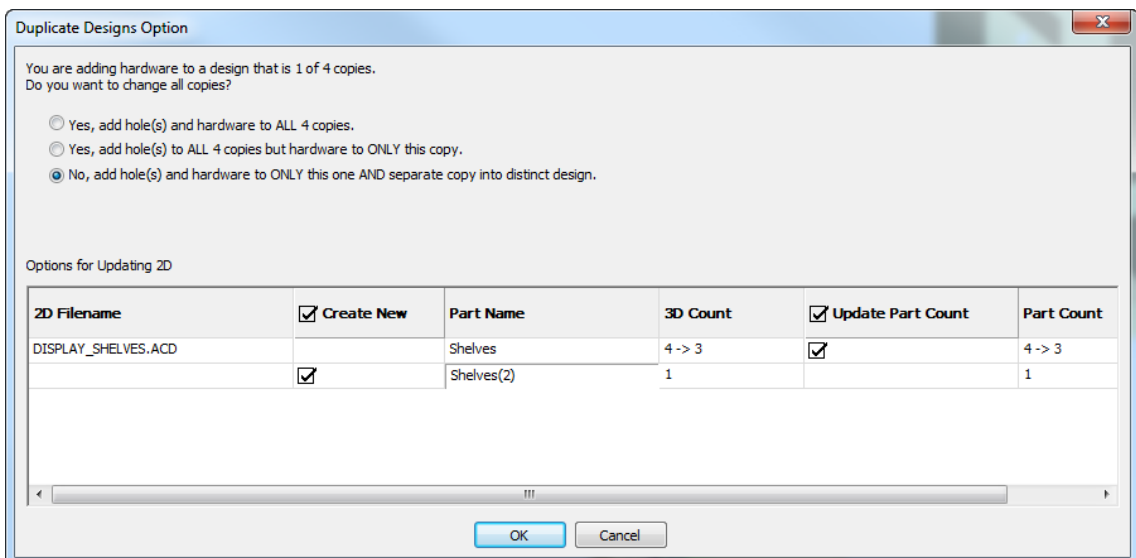 Duplicate Designs Option
You are adding hardware to a design that is 1 of 4 copies.
Do you want to change all copies?
Yes, add hole(s) and hardware to ALL 4 copies.
Yes, add hole(s) to ALL 4 copies but hardware to ONLY this copy.
No, add hole(s) and hardware to ONLY this one AND separate copy into distinct design.
Options for Updating 2D
2D Filename Create New Part Name 3D Count Update Part Count Part Count
DISPLAY_SHELVES.ACD Shelves 4 -> 3 4 -> 3
Shelves(2) 1 1
OK Cancel